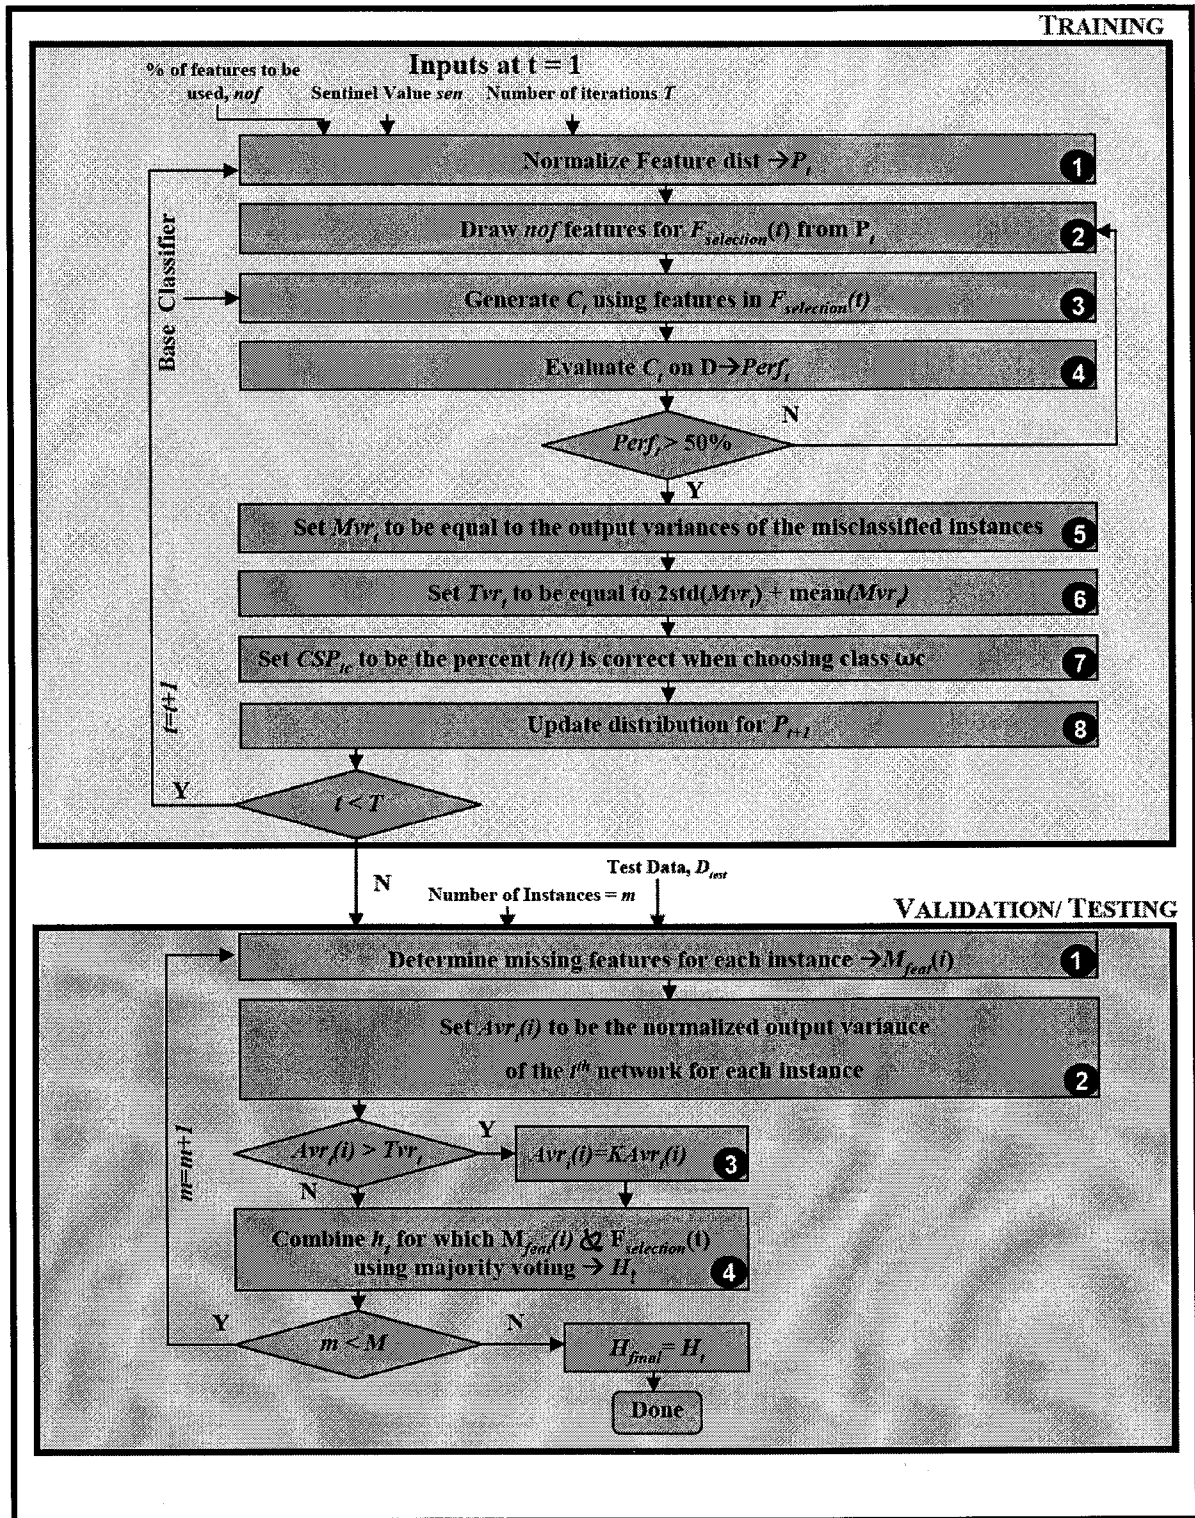 TRAINING
Inputs at t = 1
% of features to be
used, nof
Sentinel Value sen
Number of iterations T
Normalize Feature dist →Pt
1
Draw nof features for Fselection(t) from Pt
2
Base Classifier
Generate Ct using features in Fselection(t)
3
Evaluate Ct on D→Perft
4
N
Perft > 50%
Y
Set Mvrt to be equal to the output variances of the misclassified instances
5
Set Tvrt to be equal to 2std(Mvrt) + mean(Mvrt)
6
Set CSPtc to be the percent h(t) is correct when choosing class ωc
7
t=t+1
Update distribution for Pt+1
8
Y
t < T
N
Test Data, Dtest
Number of Instances = m
VALIDATION/ TESTING
Determine missing features for each instance →Mfeat(i)
1
Set Avrt(i) to be the normalized output variance
of the tth network for each instance
2
m=m+1
Avrt(i) > Tvrt
Y
Avrt(i)=KAvrt(i)
3
N
Combine ht for which Mfeat(i) Fselection(t)
using majority voting → Ht
4
Y
m < M
N
Hfinal= Ht
Done